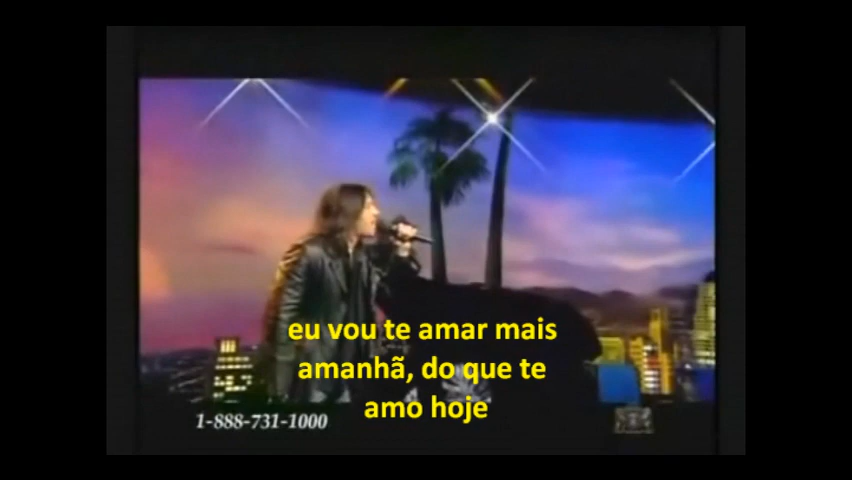 eu vou te amar mais
amanhã, do que te
amo hoje
1-888-731-1000